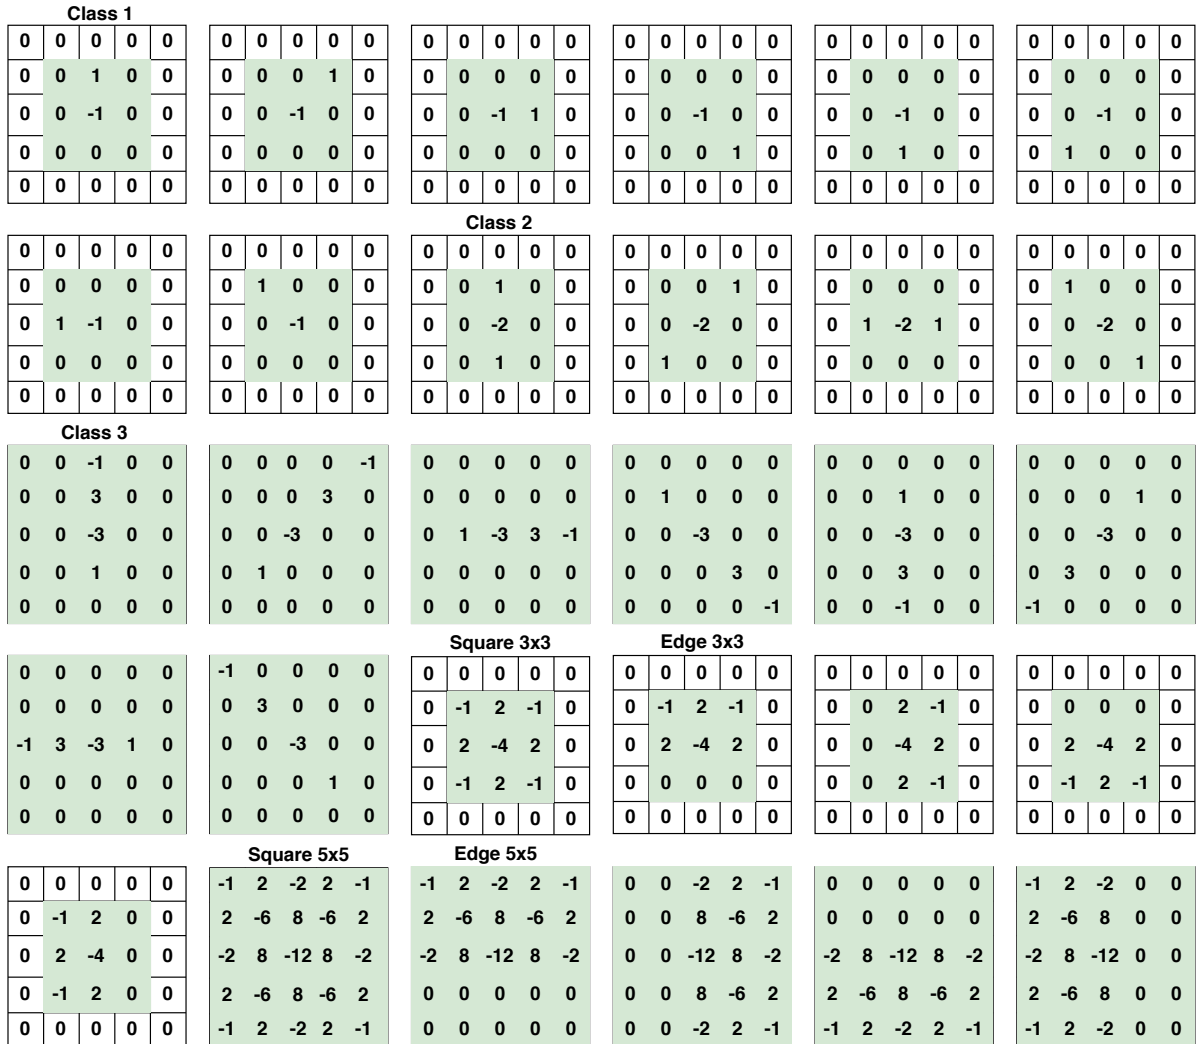 Class 1
0 0 0 0 0 0 0 0 0 0 0 0 0 0 0 0 0 0 0 0 0 0 0 0 0 0 0 0 0 0
0 0 1 0 0 0 0 0 1 0 0 0 0 0 0 0 0 0 0 0 0 0 0 0 0 0 0 0 0 0
0 0 -1 0 0 0 0 -1 0 0 0 0 -1 1 0 0 0 -1 0 0 0 0 -1 0 0 0 0 -1 0 0
0 0 0 0 0 0 0 0 0 0 0 0 0 0 0 0 0 0 1 0 0 0 1 0 0 0 1 0 0 0
0 0 0 0 0 0 0 0 0 0 0 0 0 0 0 0 0 0 0 0 0 0 0 0 0 0 0 0 0 0
Class 2
0 0 0 0 0 0 0 0 0 0 0 0 0 0 0 0 0 0 0 0 0 0 0 0 0 0 0 0 0 0
0 0 0 0 0 0 1 0 0 0 0 0 1 0 0 0 0 0 1 0 0 0 0 0 0 0 1 0 0 0
0 1 -1 0 0 0 0 -1 0 0 0 0 -2 0 0 0 0 -2 0 0 0 1 -2 1 0 0 0 -2 0 0
0 0 0 0 0 0 0 0 0 0 0 0 1 0 0 0 1 0 0 0 0 0 0 0 0 0 0 0 1 0
0 0 0 0 0 0 0 0 0 0 0 0 0 0 0 0 0 0 0 0 0 0 0 0 0 0 0 0 0 0
Class 3
0 0 -1 0 0 0 0 0 0 -1 0 0 0 0 0 0 0 0 0 0 0 0 0 0 0 0 0 0 0 0
0 0 3 0 0 0 0 0 3 0 0 0 0 0 0 0 1 0 0 0 0 0 1 0 0 0 0 0 1 0
0 0 -3 0 0 0 0 -3 0 0 0 1 -3 3 -1 0 0 -3 0 0 0 0 -3 0 0 0 0 -3 0 0
0 0 1 0 0 0 1 0 0 0 0 0 0 0 0 0 0 0 3 0 0 0 3 0 0 0 3 0 0 0
0 0 0 0 0 0 0 0 0 0 0 0 0 0 0 0 0 0 0 -1 0 0 -1 0 0 -1 0 0 0 0
Square 3x3 Edge 3x3
0 0 0 0 0 -1 0 0 0 0 0 0 0 0 0 0 0 0 0 0 0 0 0 0 0 0 0 0 0 0
0 0 0 0 0 0 3 0 0 0 0 -1 2 -1 0 0 -1 2 -1 0 0 0 2 -1 0 0 0 0 0 0
-1 3 -3 1 0 0 0 -3 0 0 0 2 -4 2 0 0 2 -4 2 0 0 0 -4 2 0 0 2 -4 2 0
0 0 0 0 0 0 0 0 1 0 0 -1 2 -1 0 0 0 0 0 0 0 0 2 -1 0 0 -1 2 -1 0
0 0 0 0 0 0 0 0 0 0 0 0 0 0 0 0 0 0 0 0 0 0 0 0 0 0 0 0 0 0
Square 5x5 Edge 5x5
0 0 0 0 0 -1 2 -2 2 -1 -1 2 -2 2 -1 0 0 -2 2 -1 0 0 0 0 0 -1 2 -2 0 0
0 -1 2 0 0 2 -6 8 -6 2 2 -6 8 -6 2 0 0 8 -6 2 0 0 0 0 0 2 -6 8 0 0
0 2 -4 0 0 -2 8 -12 8 -2 -2 8 -12 8 -2 0 0 -12 8 -2 -2 8 -12 8 -2 -2 8 -12 0 0
0 -1 2 0 0 2 -6 8 -6 2 0 0 0 0 0 0 0 8 -6 2 2 -6 8 -6 2 2 -6 8 0 0
0 0 0 0 0 -1 2 -2 2 -1 0 0 0 0 0 0 0 -2 2 -1 -1 2 -2 2 -1 -1 2 -2 0 0